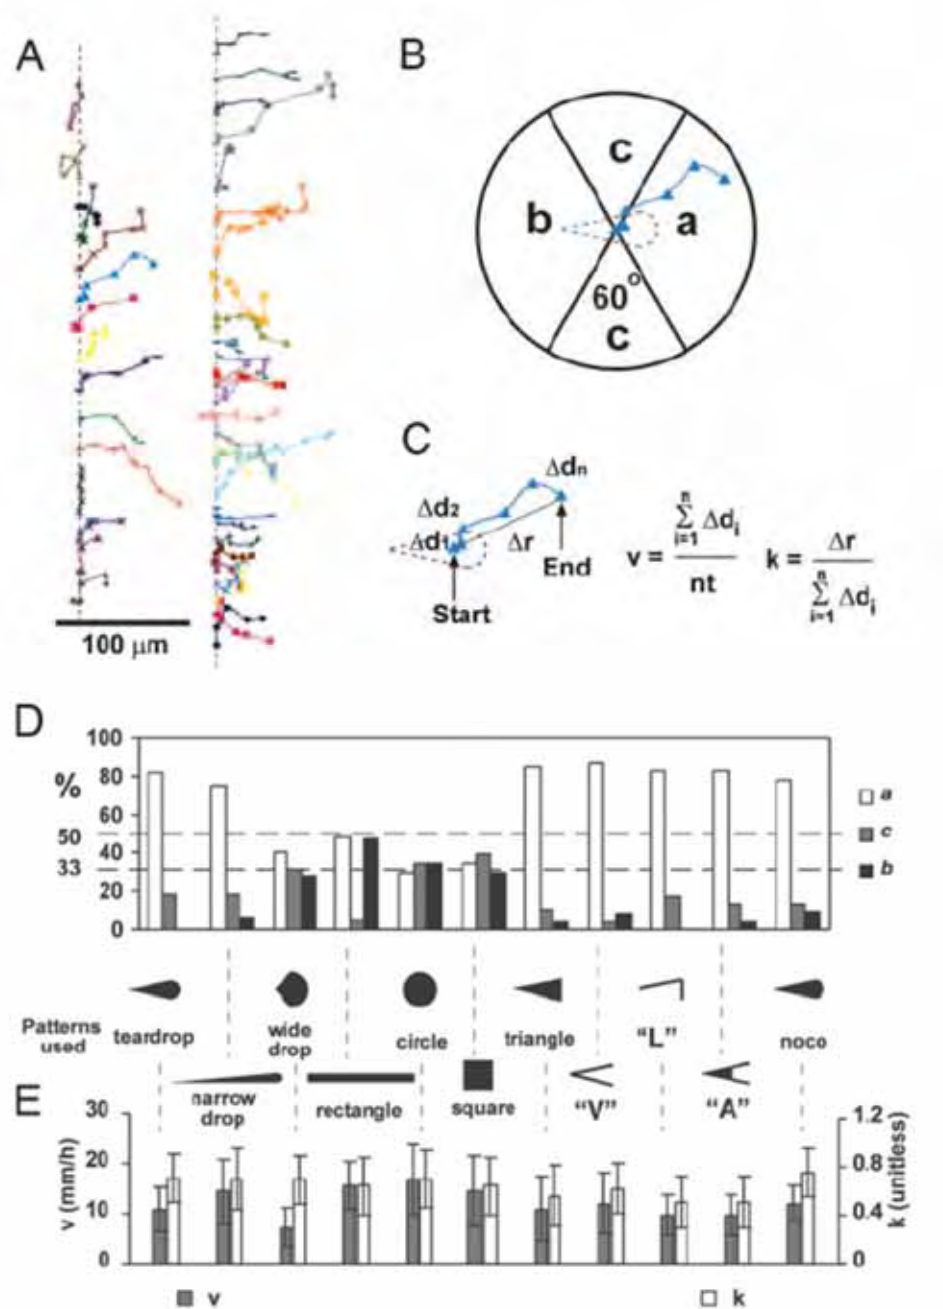 A
100 μm
B
c
b
a
60°
c
C
Δd1
Δd2
Δdn
Δr
Start
End
v = n Σ i=1 Δdi / nt
k = Δr / n Σ i=1 Δdi
D
%
100
80
60
50
40
33
20
0
a
c
b
Patterns used
teardrop
narrow drop
wide drop
rectangle
circle
square
triangle
"V"
"L"
"A"
noco
E
v (mm/h)
30
20
10
0
k (unitless)
1.2
0.8
0.4
0
v
k